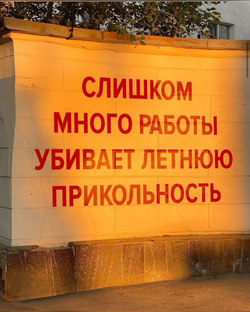 СЛИШКОМ
МНОГО РАБОТЫ
УБИВАЕТ ЛЕТНЮЮ
ПРИКОЛЬНОСТЬ